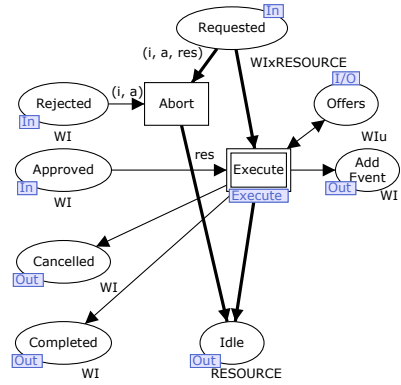 In
Requested
(i, a, res)
WIxRESOURCE
I/O
(i, a)
Rejected
Abort
Offers
In
WI
WIu
res
Approved
Execute
Add
Event
In
WI
Execute
Out
WI
Cancelled
Out
Completed
Idle
Out
WI
Out
RESOURCE